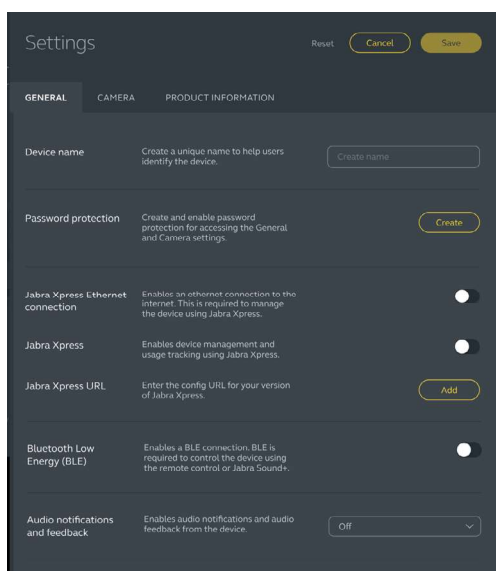 Settings
Reset
Cancel
Save
GENERAL
CAMERA
PRODUCT INFORMATION
Device name
Create a unique name to help users
identify the device.
Create name
Password protection
Create and enable password
protection for accessing the General
and Camera settings.
Create
Jabra Xpress Ethernet
connection
Enables an ethernet connection to the
internet. This is required to manage
the device using Jabra Xpress.
Jabra Xpress
Enables device management and
usage tracking using Jabra Xpress.
Jabra Xpress URL
Enter the config URL for your version
of Jabra Xpress.
Add
Bluetooth Low
Energy (BLE)
Enables a BLE connection. BLE is
required to control the device using
the remote control or Jabra Sound+.
Audio notifications
and feedback
Enables audio notifications and audio
feedback from the device.
Off